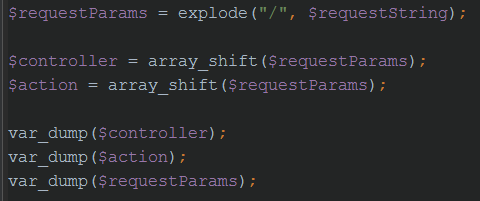 $requestParams = explode("/", $requestString);
$controller = array_shift($requestParams);
$action = array_shift($requestParams);
var_dump($controller);
var_dump($action);
var_dump($requestParams);